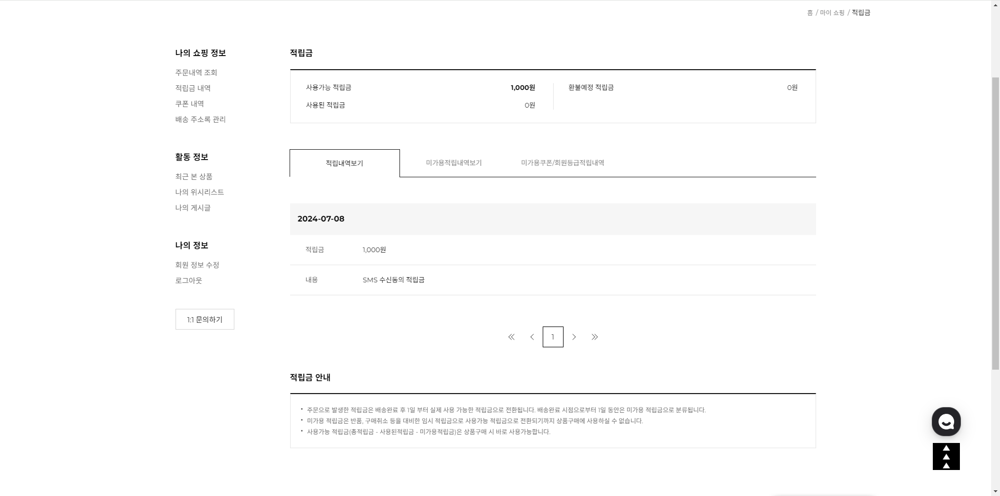 홈 / 마이 쇼핑 / 적립금
나의 쇼핑 정보
주문내역 조회
적립금 내역
쿠폰 내역
배송 주소록 관리
활동 정보
최근 본 상품
나의 위시리스트
나의 게시글
나의 정보
회원 정보 수정
로그아웃
1:1 문의하기
적립금
사용가능 적립금 1,000원
환불예정 적립금 0원
사용된 적립금 0원
적립내역보기 미가용적립내역보기 미가용쿠폰/회원등급적립내역
2024-07-08
적립금 1,000원
내용 SMS 수신동의 적립금
1
적립금 안내
주문으로 발생한 적립금은 배송완료 후 1일 부터 실제 사용 가능한 적립금으로 전환됩니다. 배송완료 시점으로부터 1일 동안은 미가용 적립금으로 분류됩니다.
미가용 적립금은 반품, 구매취소 등을 대비한 임시 적립금으로 사용가능 적립금으로 전환되기까지 상품구매에 사용하실 수 없습니다.
사용가능 적립금(총적립금 - 사용된적립금 - 미가용적립금)은 상품구매 시 바로 사용가능합니다.